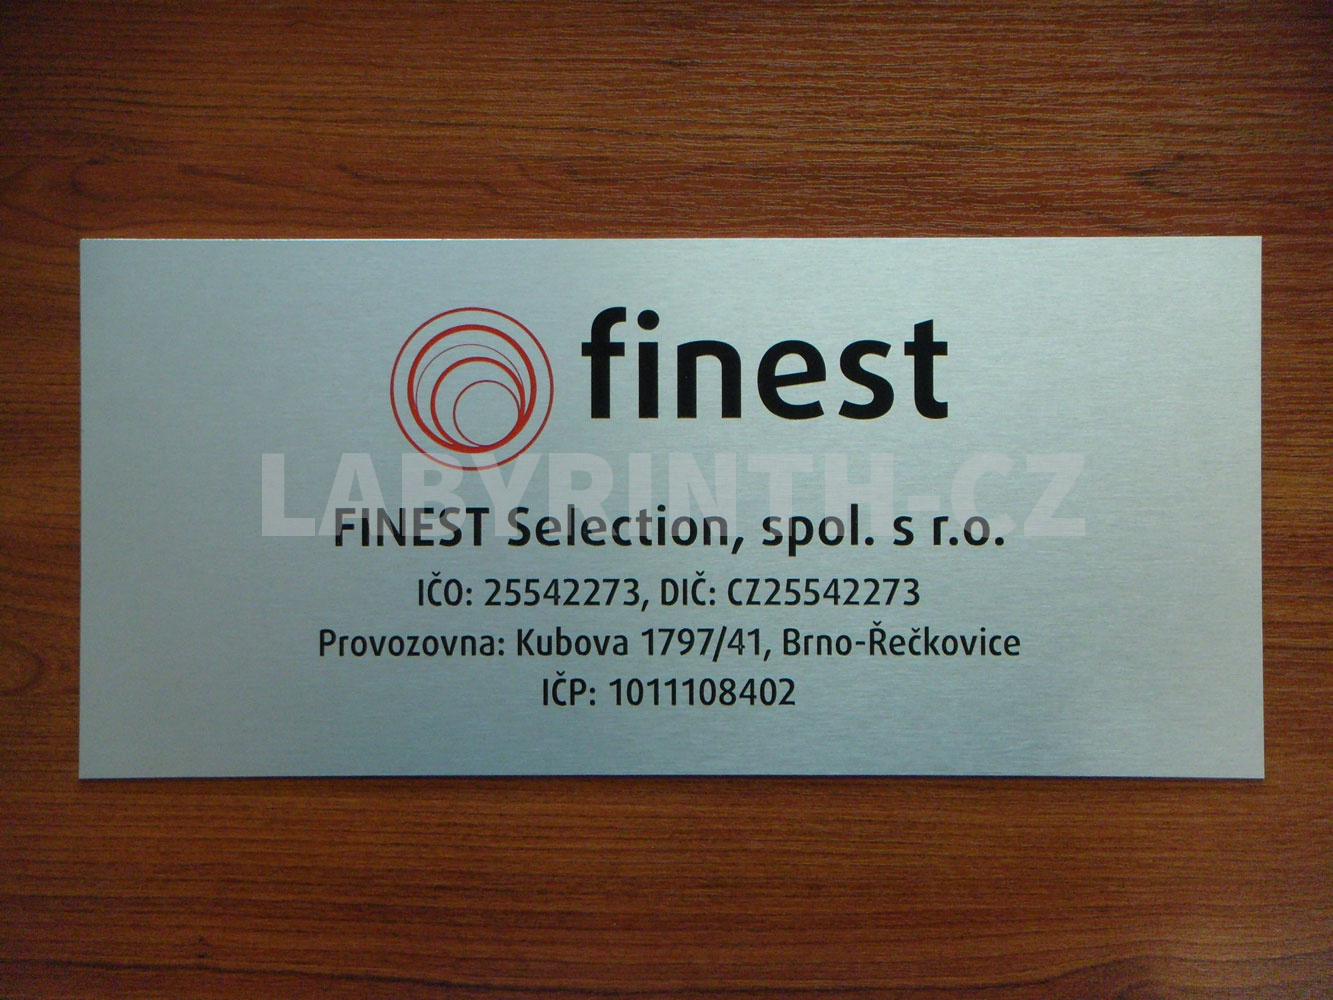 finest
LABYRINTH-CZ
FINEST Selection, spol. s r.o.
IČO: 25542273, DIČ: CZ25542273
Provozovna: Kubova 1797/41, Brno-Řečkovice
IČP: 1011108402